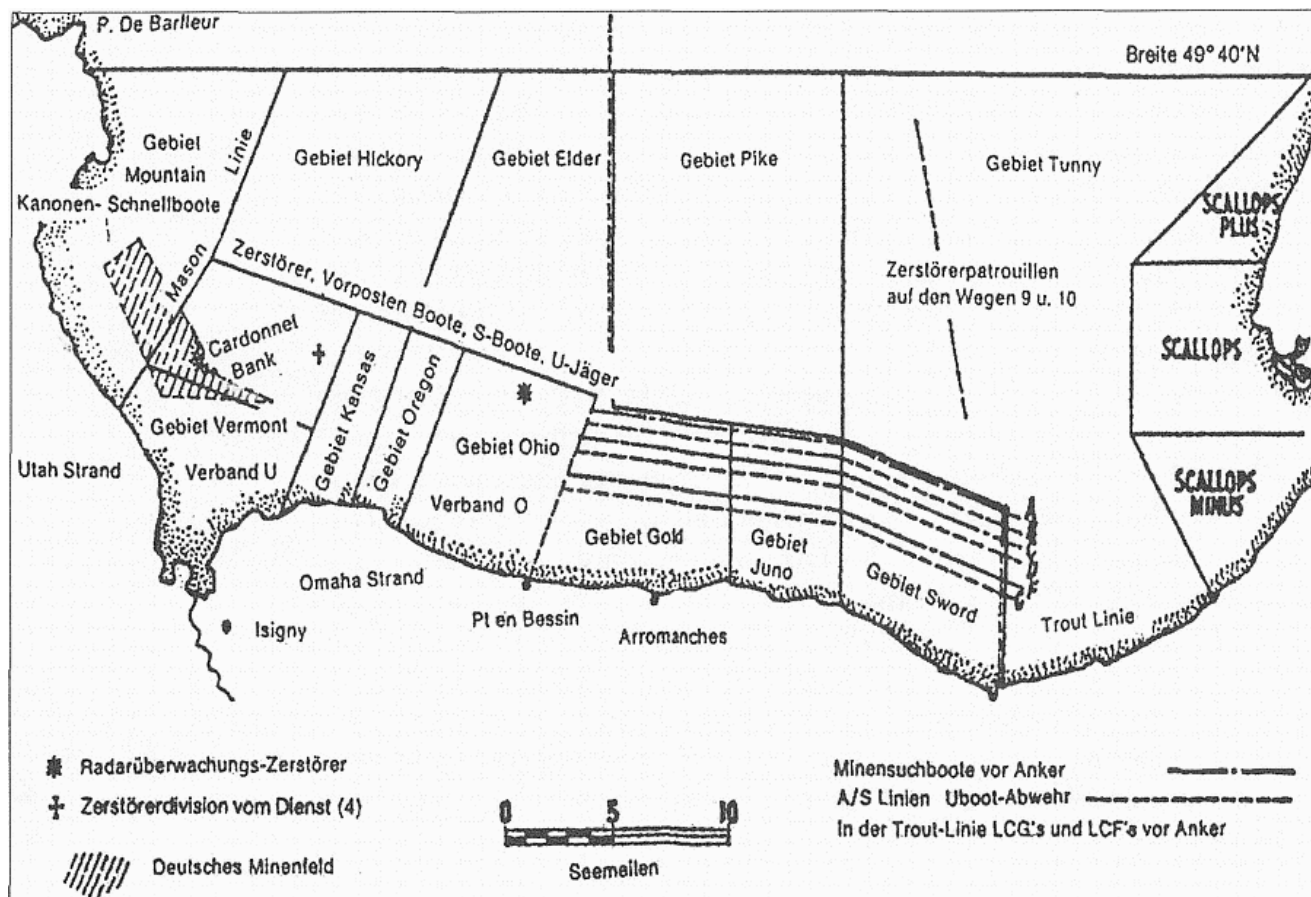 P. De Barfleur
Breite 49° 40'N
Gebiet
Mountain
Linie
Mason
Gebiet Hickory
Gebiet Elder
Gebiet Pike
Gebiet Tunny
Kanonen- Schnellboote
SCALLOPS
PLUS
Zerstörer, Vorposten Boote, S-Boote, U-Jäger
Zerstörerpatrouillen
auf den Wegen 9 u. 10
Cardonnel
Bank
SCALLOPS
Gebiet Vermont
Gebiet Kansas
Gebiet Oregon
Gebiet Ohio
Utah Strand
Verband U
Verband O
SCALLOPS
MINUS
Gebiet Gold
Gebiet
Juno
Gebiet Sword
Trout Linie
Omaha Strand
Isigny
Pt en Bessin
Arromanches
Radarüberwachungs-Zerstörer
Zerstörerdivision vom Dienst (4)
Deutsches Minenfeld
0 5 10
Seemeilen
Minensuchboote vor Anker
A/S Linien Uboot-Abwehr
In der Trout-Linie LCG's und LCF's vor Anker